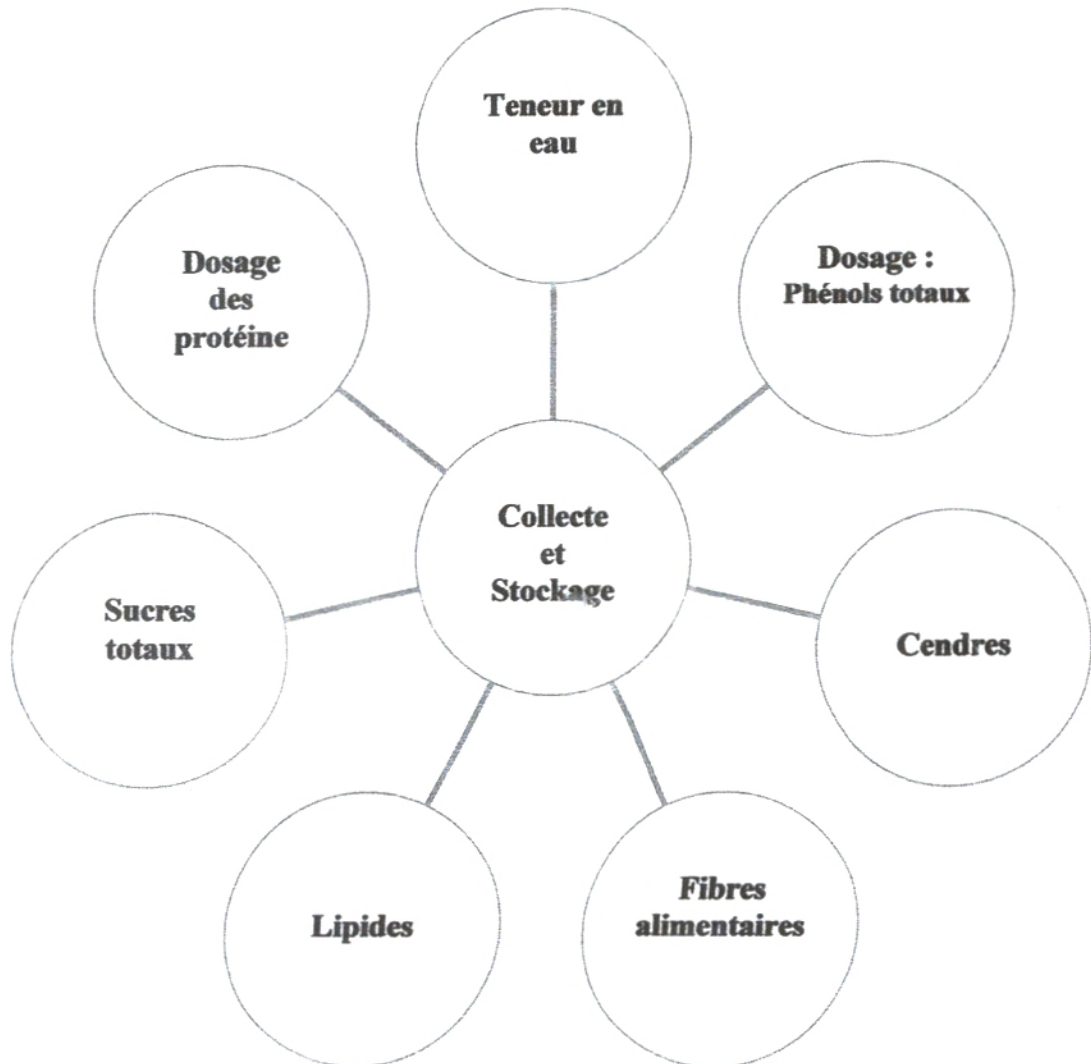 Teneur en
eau
Dosage :
Phénols totaux
Dosage
des
protéine
Collecte
et
Stockage
Sucres
totaux
Cendres
Lipides
Fibres
alimentaires